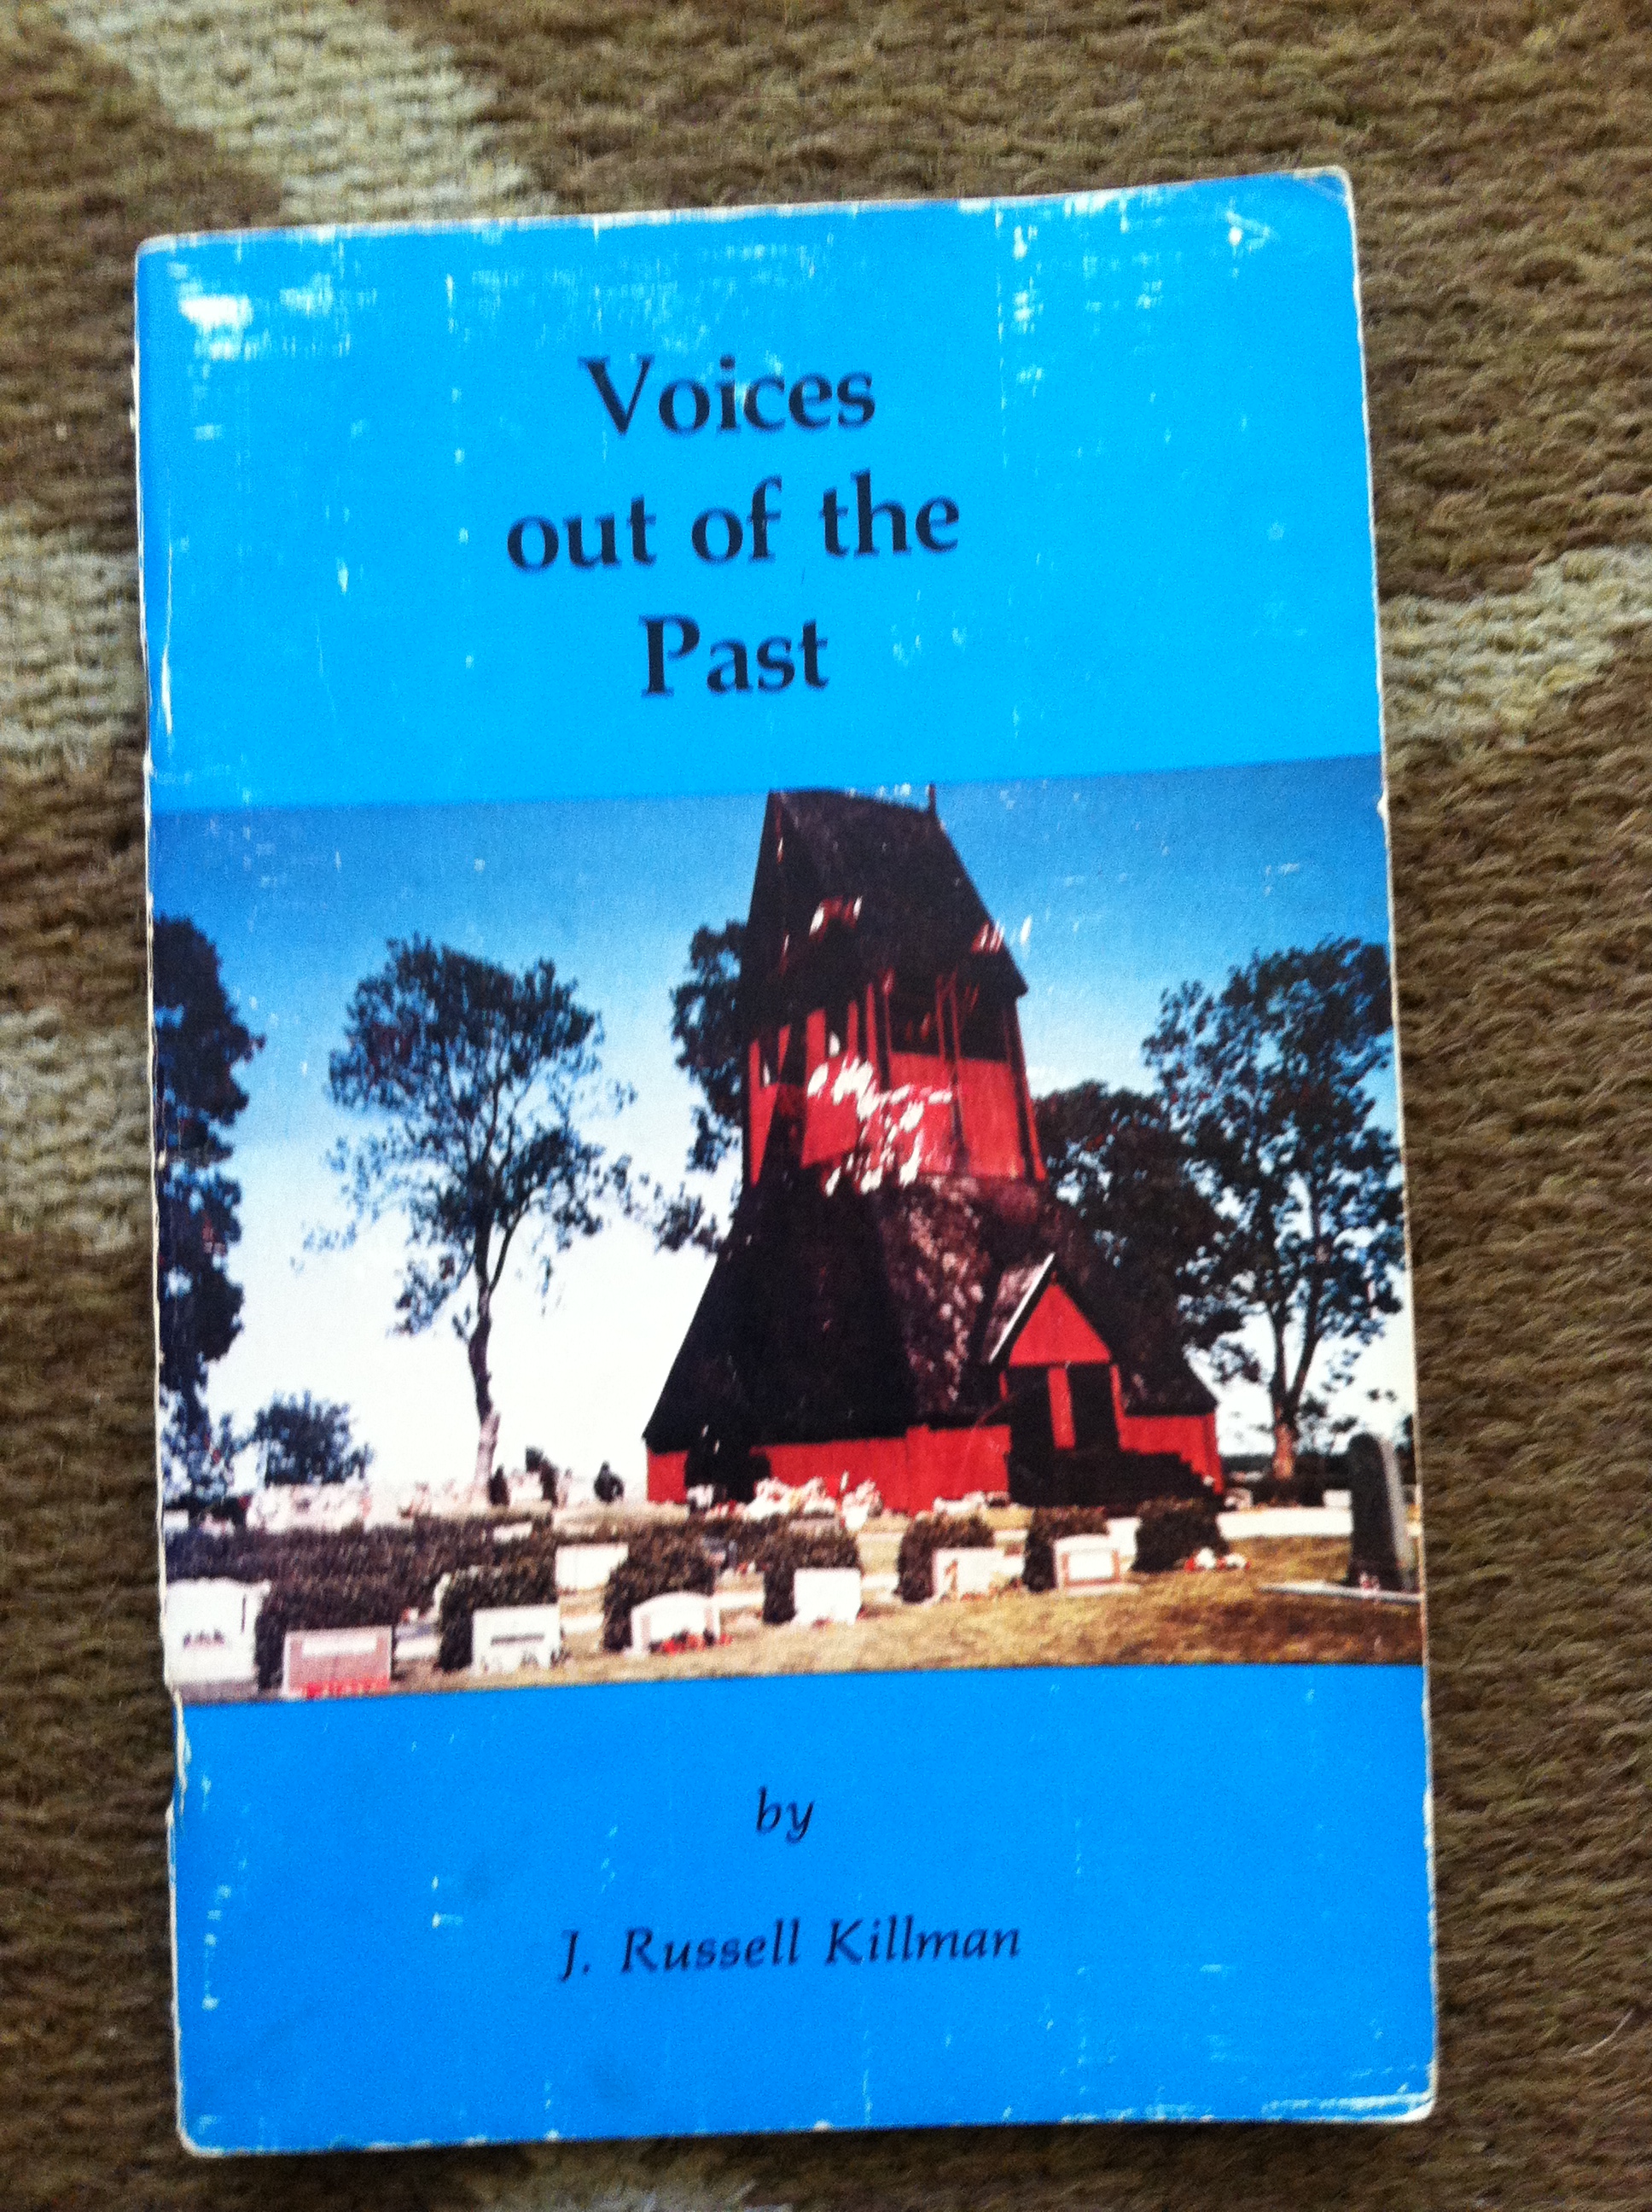 Voices
out of the
Past
by
J. Russell Killman